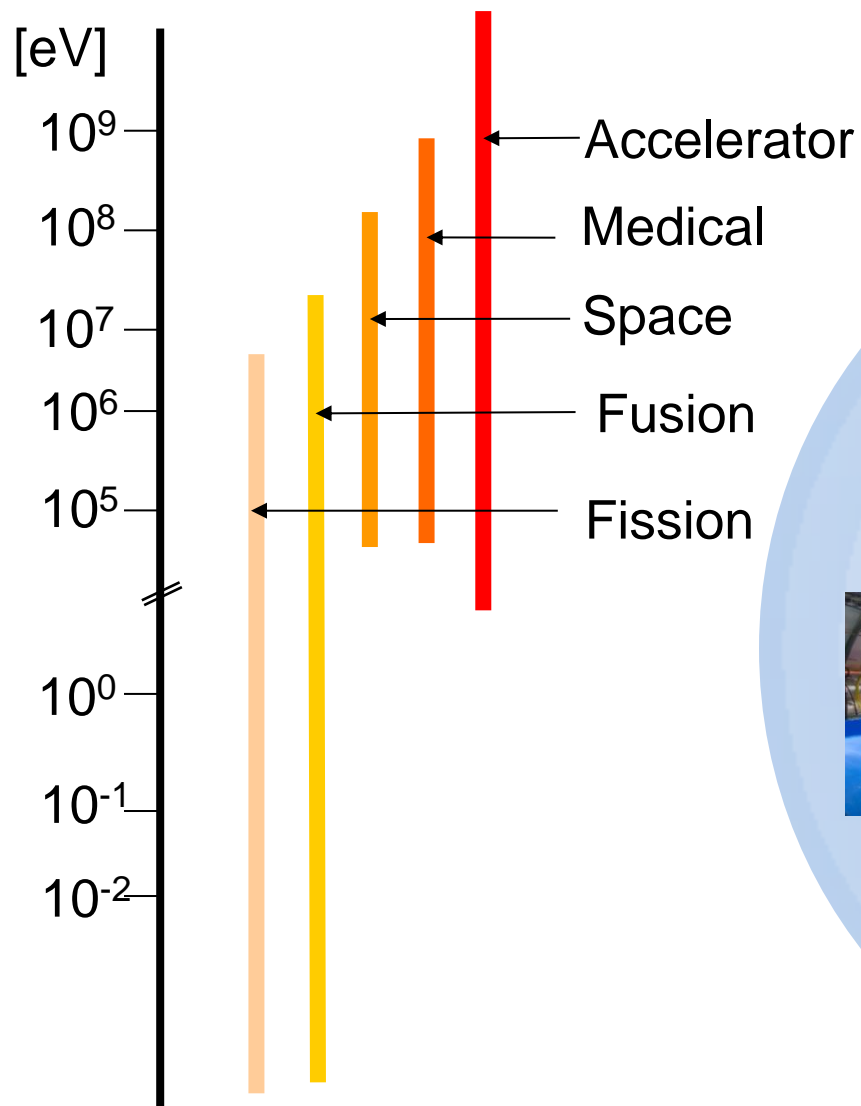 [eV]
10⁹
Accelerator
10⁸
Medical
10⁷
Space
10⁶
Fusion
10⁵
Fission
10⁰
10⁻¹
10⁻²